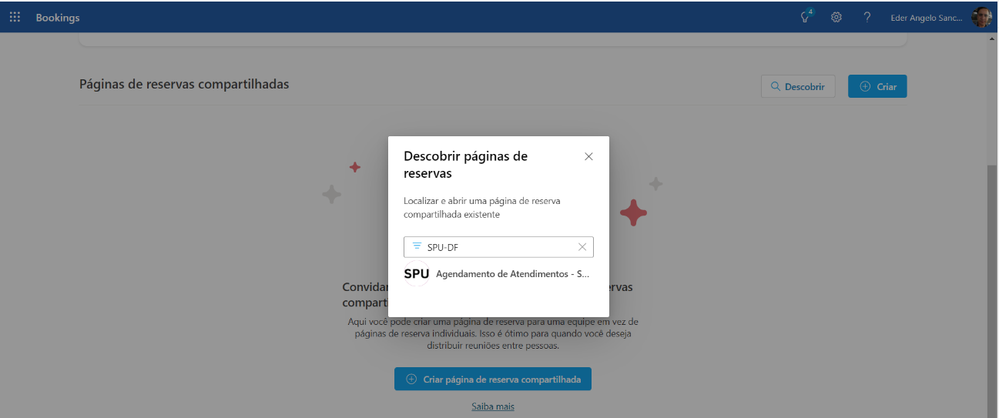 Bookings
4
?
Eder Angelo Sanc...
Páginas de reservas compartilhadas
Descobrir
Criar
Descobrir páginas de
reservas
Localizar e abrir uma página de reserva
compartilhada existente
SPU-DF
SPU Agendamento de Atendimentos - S...
Convidar
rvas
compart
Aqui você pode criar uma página de reserva para uma equipe em vez de
páginas de reserva individuais. Isso é ótimo para quando você deseja
distribuir reuniões entre pessoas.
Criar página de reserva compartilhada
Saiba mais